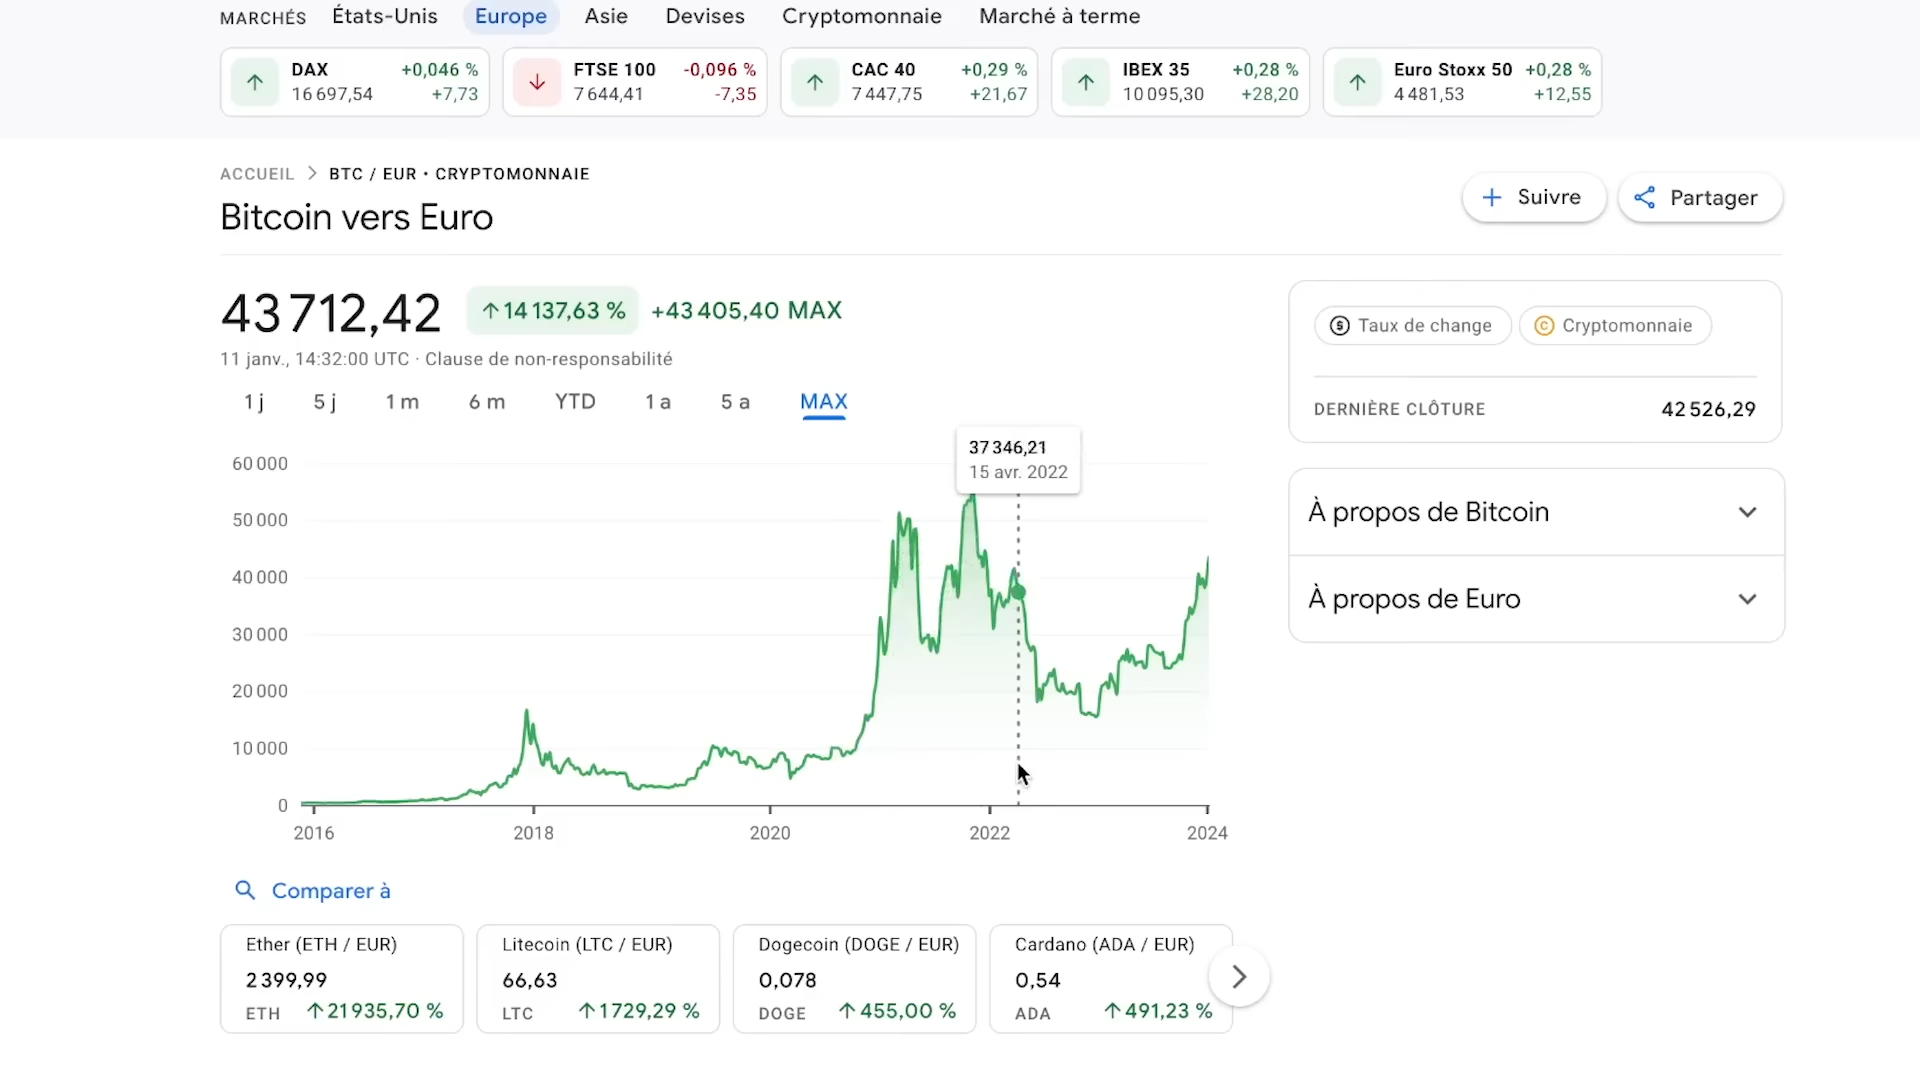 MARCHÉS États-Unis Europe Asie Devises Cryptomonnaie Marché à terme
DAX +0,046 % FTSE 100 -0,096 % CAC 40 +0,29 % IBEX 35 +0,28 % Euro Stoxx 50 +0,28 %
16 697,54 +7,73 7 644,41 -7,35 7 447,75 +21,67 10 095,30 +28,20 4 481,53 +12,55
ACCUEIL BTC / EUR • CRYPTOMONNAIE
Bitcoin vers Euro
Suivre Partager
43 712,42 14 137,63 % +43 405,40 MAX
11 janv., 14:32:00 UTC · Clause de non-responsabilité
1 j 5 j 1 m 6 m YTD 1 a 5 a MAX
37 346,21
15 avr. 2022
60 000
50 000
40 000
30 000
20 000
10 000
0
2016 2018 2020 2022 2024
Taux de change Cryptomonnaie
DERNIÈRE CLÔTURE 42 526,29
À propos de Bitcoin
À propos de Euro
Comparer à
Ether (ETH / EUR) Litecoin (LTC / EUR) Dogecoin (DOGE / EUR) Cardano (ADA / EUR)
2 399,99 66,63 0,078 0,54
ETH 21 935,70 % LTC 1 729,29 % DOGE 455,00 % ADA 491,23 %